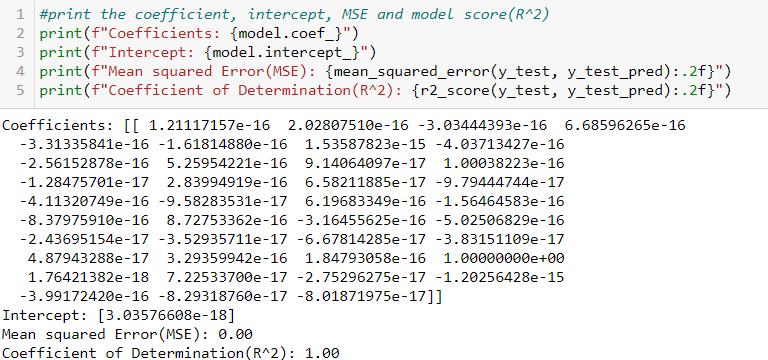 1 #print the coefficient, intercept, MSE and model score(R^2)
2 print(f"Coefficients: {model.coef_}")
3 print(f"Intercept: {model.intercept_}")
4 print(f"Mean squared Error(MSE): {mean_squared_error(y_test, y_test_pred):.2f}")
5 print(f"Coefficient of Determination(R^2): {r2_score(y_test, y_test_pred):.2f}")
Coefficients: [[ 1.21117157e-16  2.02807510e-16 -3.03444393e-16  6.68596265e-16
  -3.31335841e-16 -1.61814880e-16  1.53587823e-15 -4.03713427e-16
  -2.56152878e-16  5.25954221e-16  9.14064097e-17  1.00038223e-16
  -1.28475701e-17  2.83994919e-16  6.58211885e-17 -9.79444744e-17
  -4.11320749e-16 -9.58283531e-17  6.19683349e-16 -1.56464583e-16
  -8.37975910e-16  8.72753362e-16 -3.16455625e-16 -5.02506829e-16
  -2.43695154e-17 -3.52935711e-17 -6.67814285e-17 -3.83151109e-17
   4.87943288e-17  3.29359942e-16  1.84793058e-16  1.00000000e+00
   1.76421382e-18  7.22533700e-17 -2.75296275e-17 -1.20256428e-15
  -3.99172420e-16 -8.29318760e-17 -8.01871975e-17]]
Intercept: [3.03576608e-18]
Mean squared Error(MSE): 0.00
Coefficient of Determination(R^2): 1.00